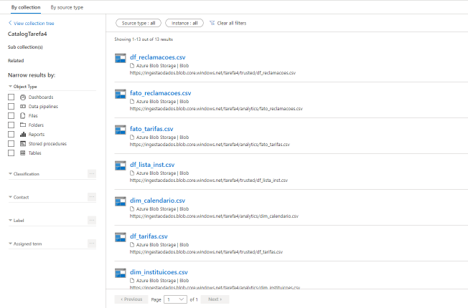 By collection
By source type
View collection tree
CatalogTarefa4
Sub collection(s)
Related
Narrow results by:
Object Type
Dashboards
Data pipelines
Files
Folders
Reports
Stored procedures
Tables
Classification
Contact
Label
Assigned term
Source type : all
Instance : all
Clear all filters
Showing 1-13 out of 13 results
df_reclamacoes.csv
Azure Blob Storage | Blob
https://ingestaodados.blob.core.windows.net/tarefa4/trusted/df_reclamacoes.csv
fato_reclamacoes.csv
Azure Blob Storage | Blob
https://ingestaodados.blob.core.windows.net/tarefa4/analytics/fato_reclamacoes.csv
fato_tarifas.csv
Azure Blob Storage | Blob
https://ingestaodados.blob.core.windows.net/tarefa4/analytics/fato_tarifas.csv
df_lista_inst.csv
Azure Blob Storage | Blob
https://ingestaodados.blob.core.windows.net/tarefa4/trusted/df_lista_inst.csv
dim_calendario.csv
Azure Blob Storage | Blob
https://ingestaodados.blob.core.windows.net/tarefa4/analytics/dim_calendario.csv
df_tarifas.csv
Azure Blob Storage | Blob
https://ingestaodados.blob.core.windows.net/tarefa4/trusted/df_tarifas.csv
dim_instituicoes.csv
Azure Blob Storage | Blob
https://ingestaodados.blob.core.windows.net/tarefa4/analytics/dim_instituicoes.csv
< Previous
Page
1
of 1
Next >